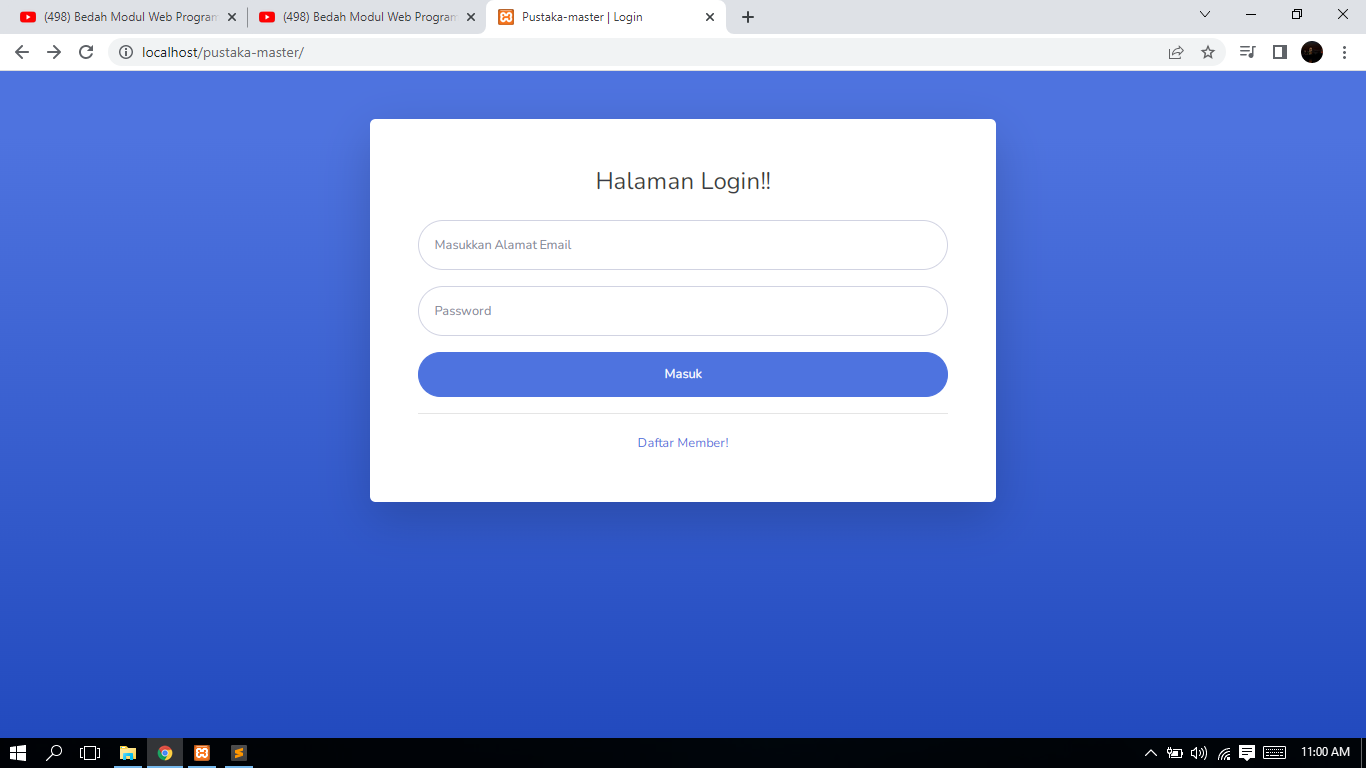 (498) Bedah Modul Web Program
(498) Bedah Modul Web Program
Pustaka-master | Login
localhost/pustaka-master/
Halaman Login!!
Masukkan Alamat Email
Password
Masuk
Daftar Member!
11:00 AM